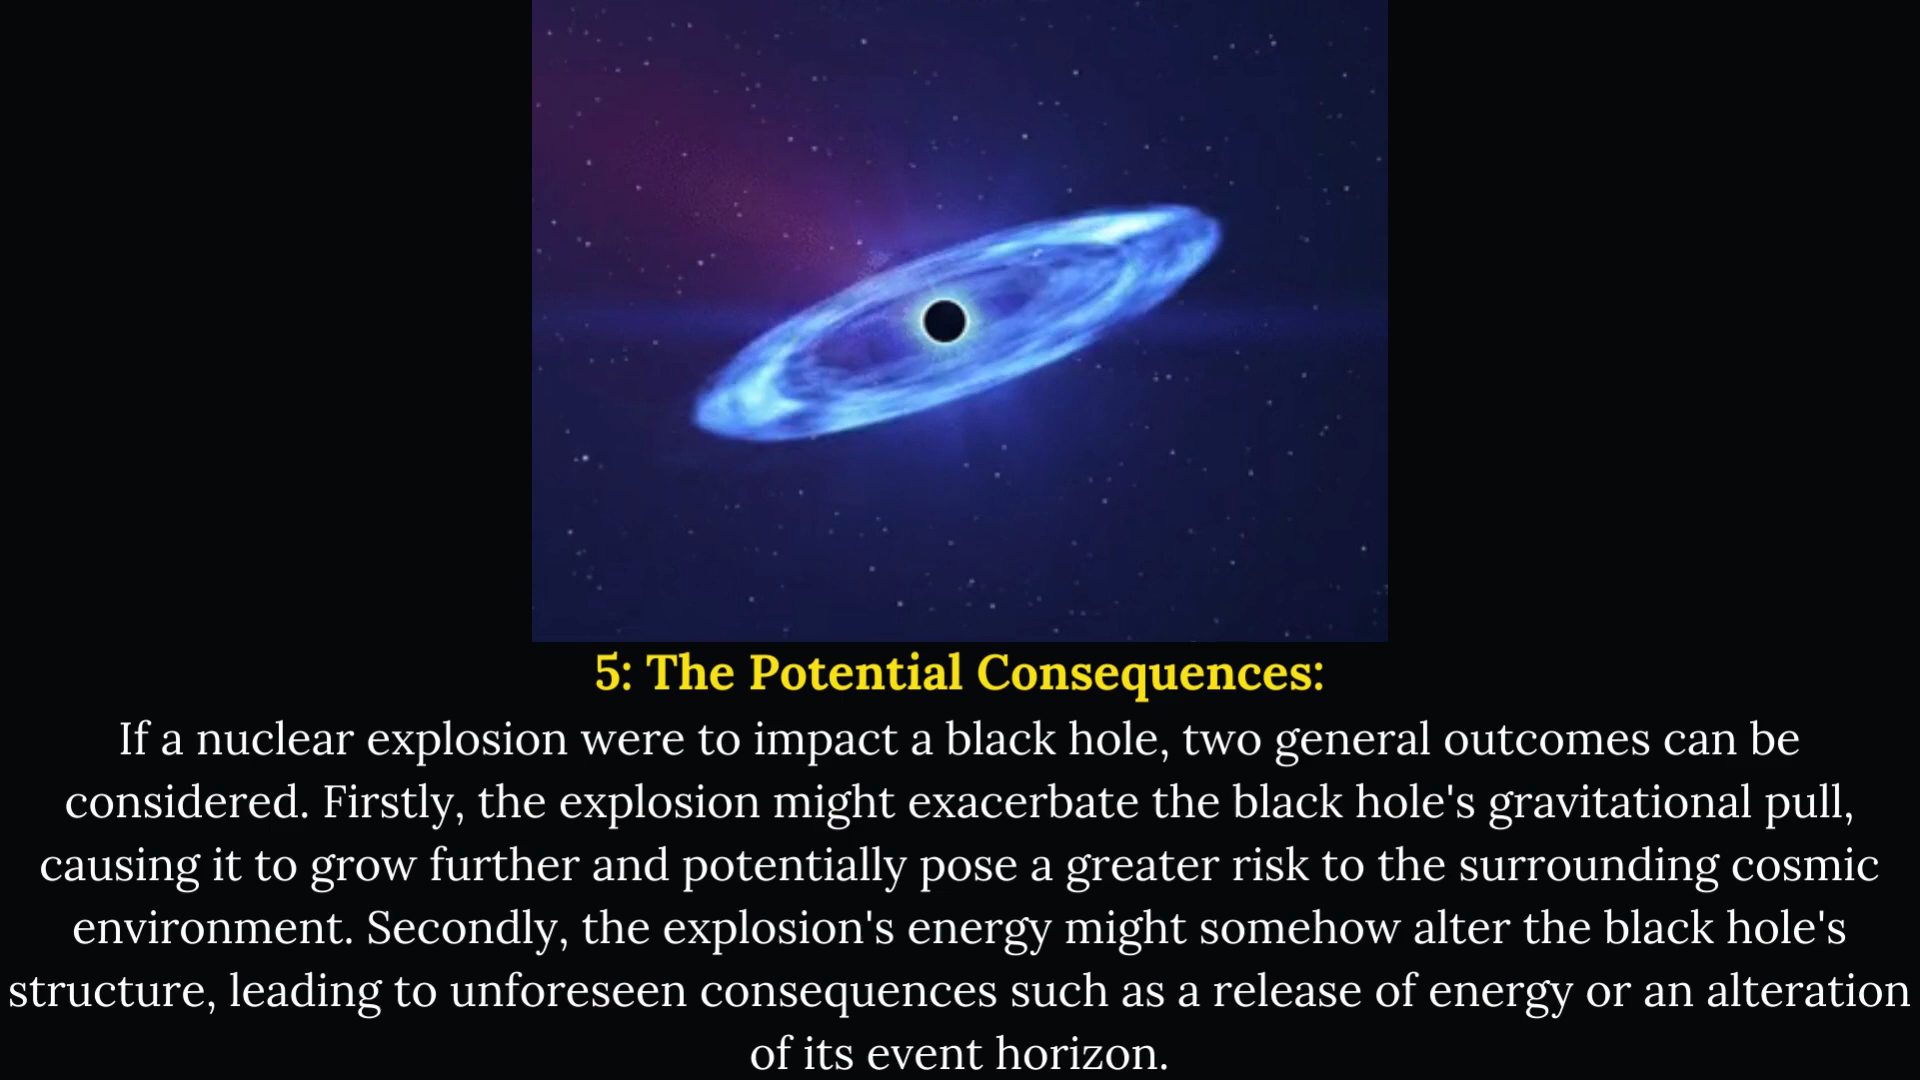 5: The Potential Consequences:
If a nuclear explosion were to impact a black hole, two general outcomes can be
considered. Firstly, the explosion might exacerbate the black hole's gravitational pull,
causing it to grow further and potentially pose a greater risk to the surrounding cosmic
environment. Secondly, the explosion's energy might somehow alter the black hole's
structure, leading to unforeseen consequences such as a release of energy or an alteration
of its event horizon.